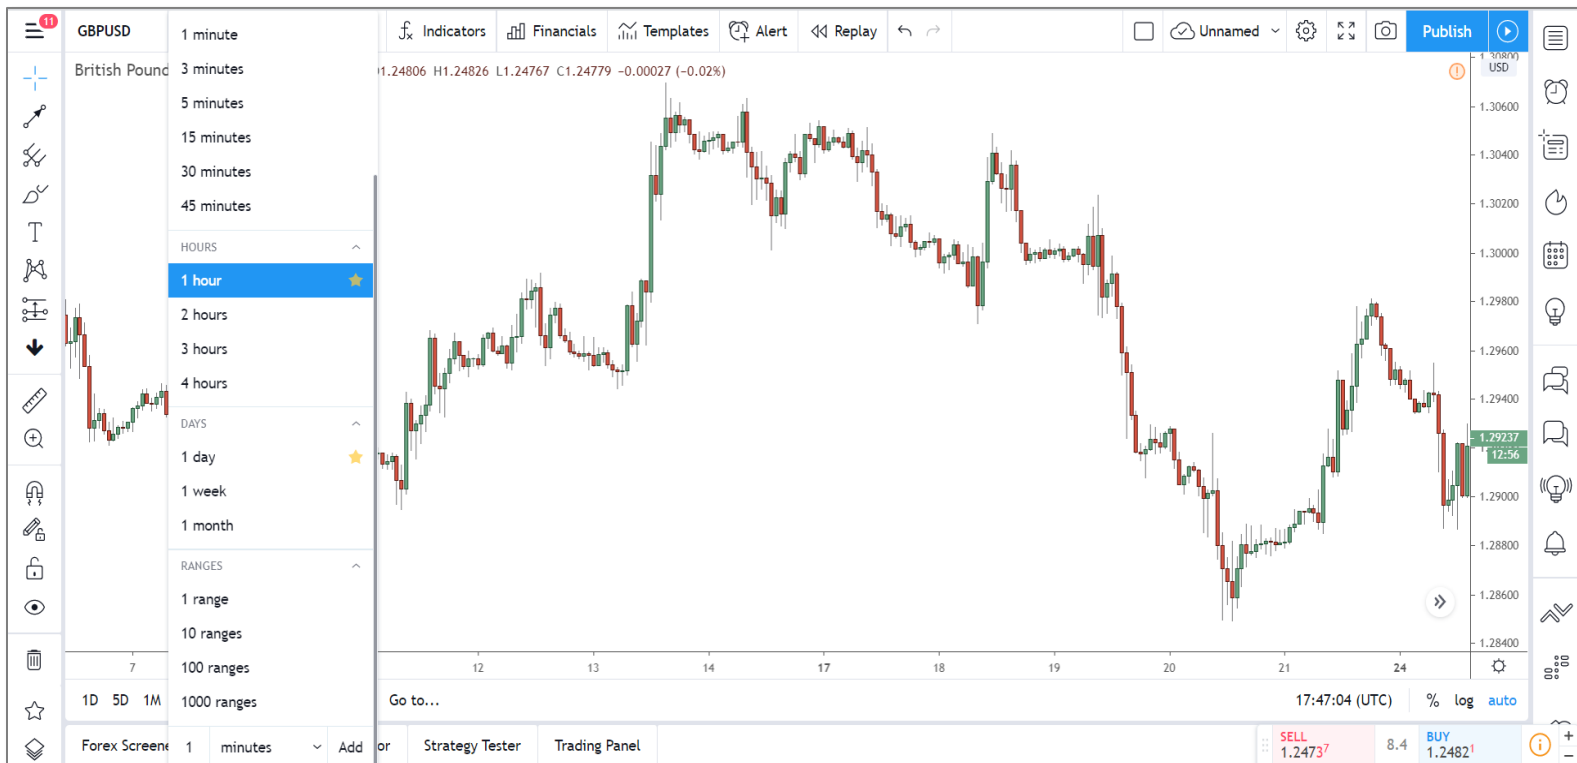 11
GBPUSD
Indicators
Financials
Templates
Alert
Replay
Unnamed
Publish
British Pound
01.24806 H1.24826 L1.24767 C1.24779 −0.00027 (−0.02%)
1 minute
3 minutes
5 minutes
15 minutes
30 minutes
45 minutes
HOURS
1 hour
2 hours
3 hours
4 hours
DAYS
1 day
1 week
1 month
RANGES
1 range
10 ranges
100 ranges
1000 ranges
1 minutes Add
1.30800
USD
1.30600
1.30400
1.30200
1.30000
1.29800
1.29600
1.29400
1.29237
12:56
1.29000
1.28800
1.28600
1.28400
7 12 13 14 17 18 19 20 21 24
1D 5D 1M Go to... 17:47:04 (UTC) % log auto
Forex Screene or Strategy Tester Trading Panel
SELL
1.24737
8.4
BUY
1.24821